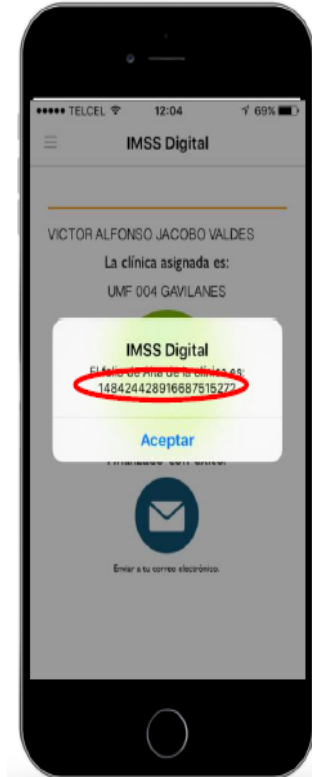 TELCEL 12:04 69%
IMSS Digital
VICTOR ALFONSO JACOBO VALDES
La clínica asignada es:
UMF 004 GAVILANES
IMSS Digital
El folio de Alta de la clínica es:
148424428916687515272
Aceptar
Finalizado con éxito.
Enviar a tu correo electrónico.